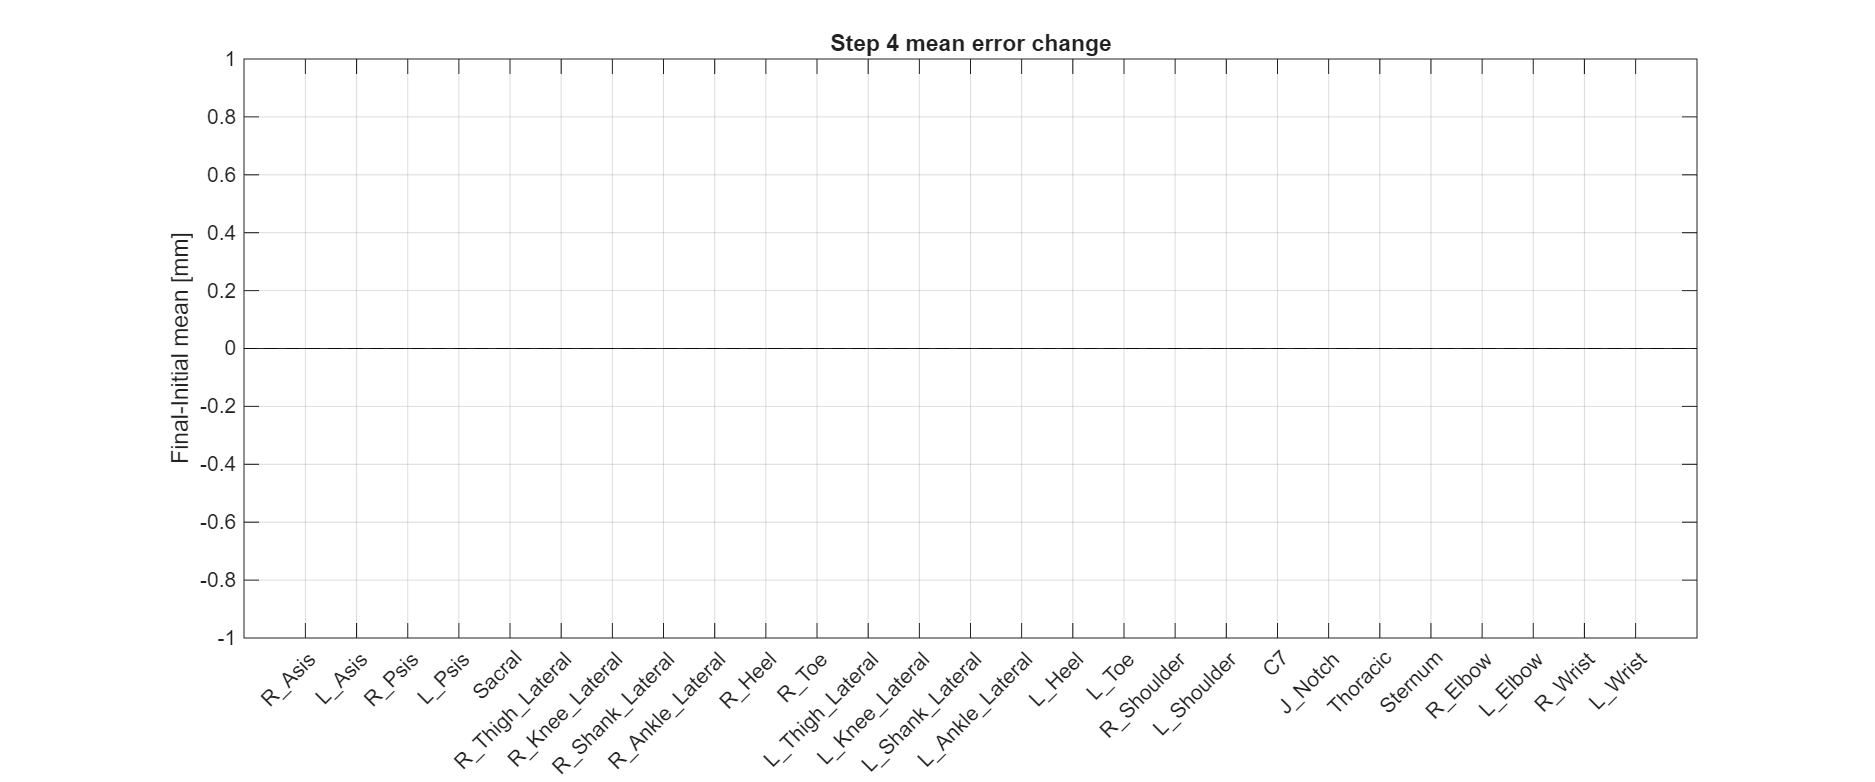 Step 4 mean error change
Final-Initial mean [mm]
1
0.8
0.6
0.4
0.2
0
-0.2
-0.4
-0.6
-0.8
-1
R_Asis
L_Asis
R_Psis
L_Psis
Sacral
R_Thigh_Lateral
R_Knee_Lateral
R_Shank_Lateral
R_Ankle_Lateral
R_Heel
R_Toe
L_Thigh_Lateral
L_Knee_Lateral
L_Shank_Lateral
L_Ankle_Lateral
L_Heel
L_Toe
R_Shoulder
L_Shoulder
C7
J_Notch
Thoracic
Sternum
R_Elbow
L_Elbow
R_Wrist
L_Wrist